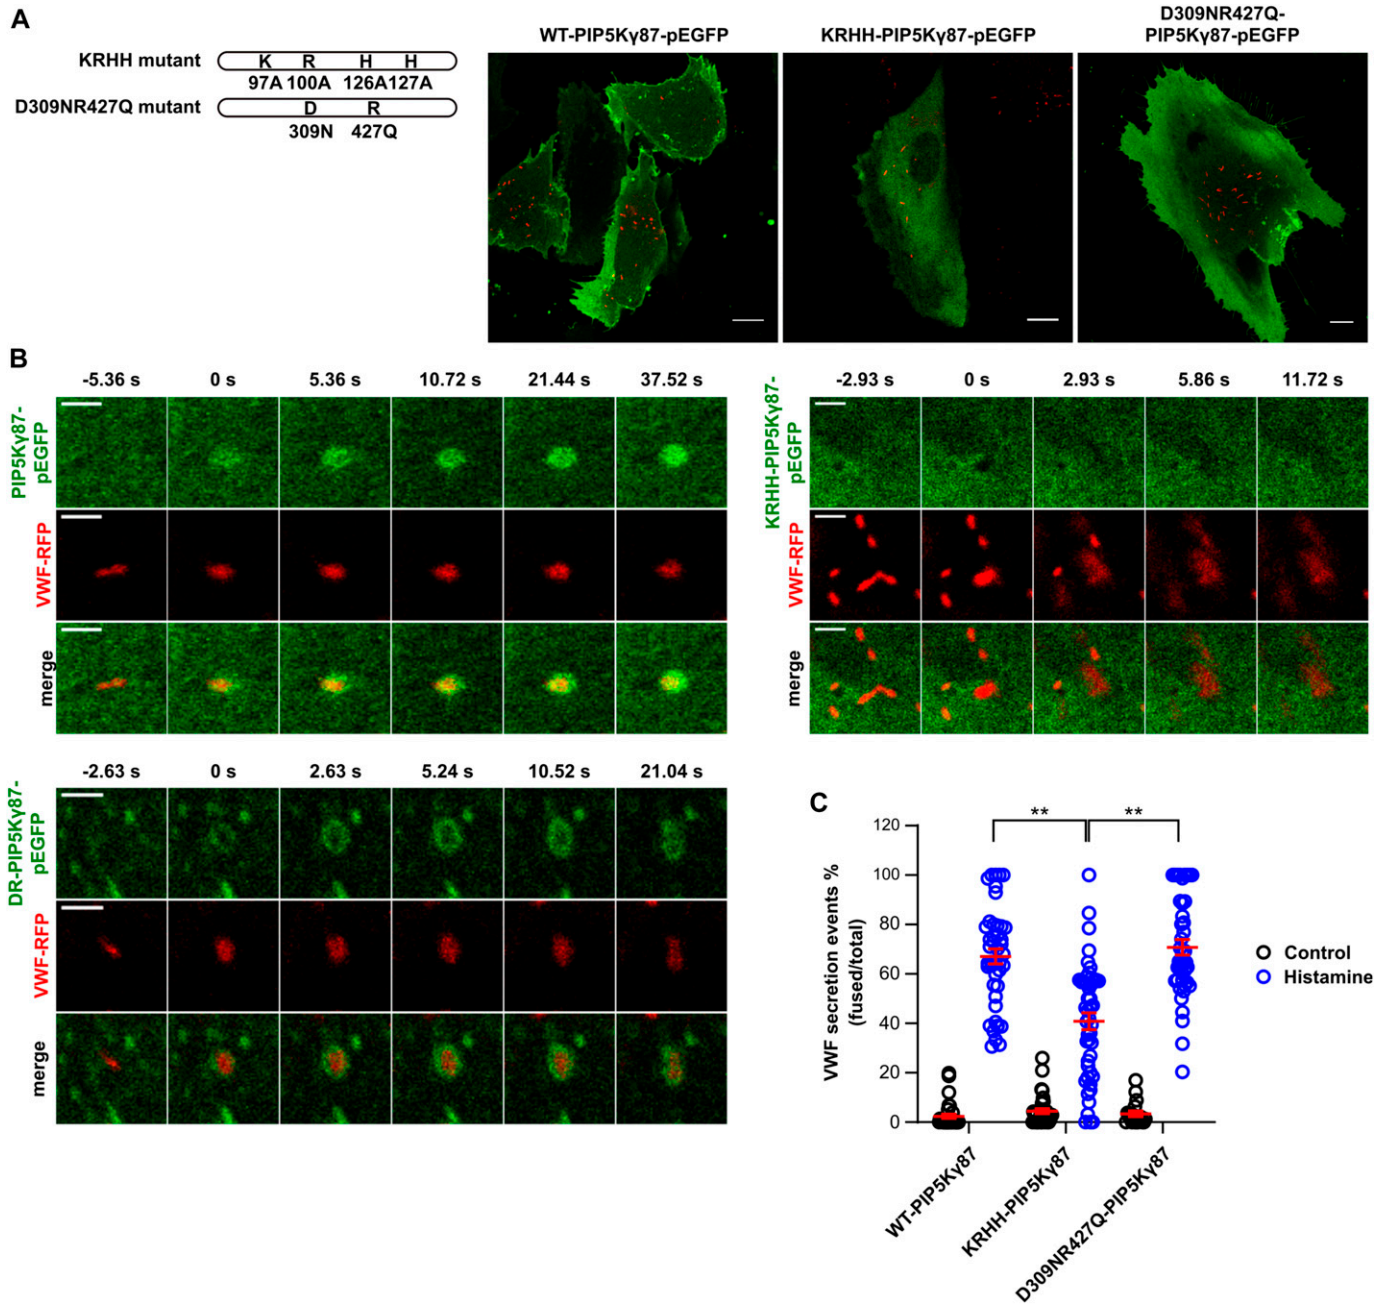 A
KRHH mutant
K R H H
97A 100A 126A 127A
D309NR427Q mutant
D R
309N 427Q
WT-PIP5Kγ87-pEGFP
KRHH-PIP5Kγ87-pEGFP
D309NR427Q-
PIP5Kγ87-pEGFP
B
-5.36 s 0 s 5.36 s 10.72 s 21.44 s 37.52 s
PIP5Kγ87-
pEGFP
VWF-RFP
merge
-2.93 s 0 s 2.93 s 5.86 s 11.72 s
KRHH-PIP5Kγ87-
pEGFP
VWF-RFP
merge
-2.63 s 0 s 2.63 s 5.24 s 10.52 s 21.04 s
DR-PIP5Kγ87-
pEGFP
VWF-RFP
merge
C
** **
VWF secretion events %
(fused/total)
120
100
80
60
40
20
0
Control
Histamine
WT-PIP5Kγ87
KRHH-PIP5Kγ87
D309NR427Q-PIP5Kγ87